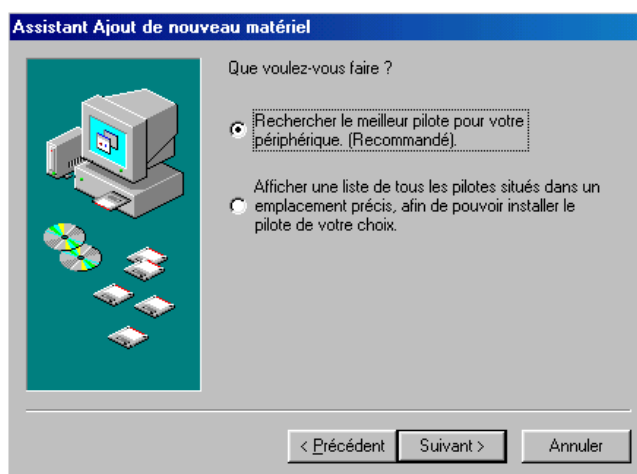 Assistant Ajout de nouveau matériel
Que voulez-vous faire ?
Rechercher le meilleur pilote pour votre
périphérique. (Recommandé).
Afficher une liste de tous les pilotes situés dans un
emplacement précis, afin de pouvoir installer le
pilote de votre choix.
< Précédent
Suivant >
Annuler